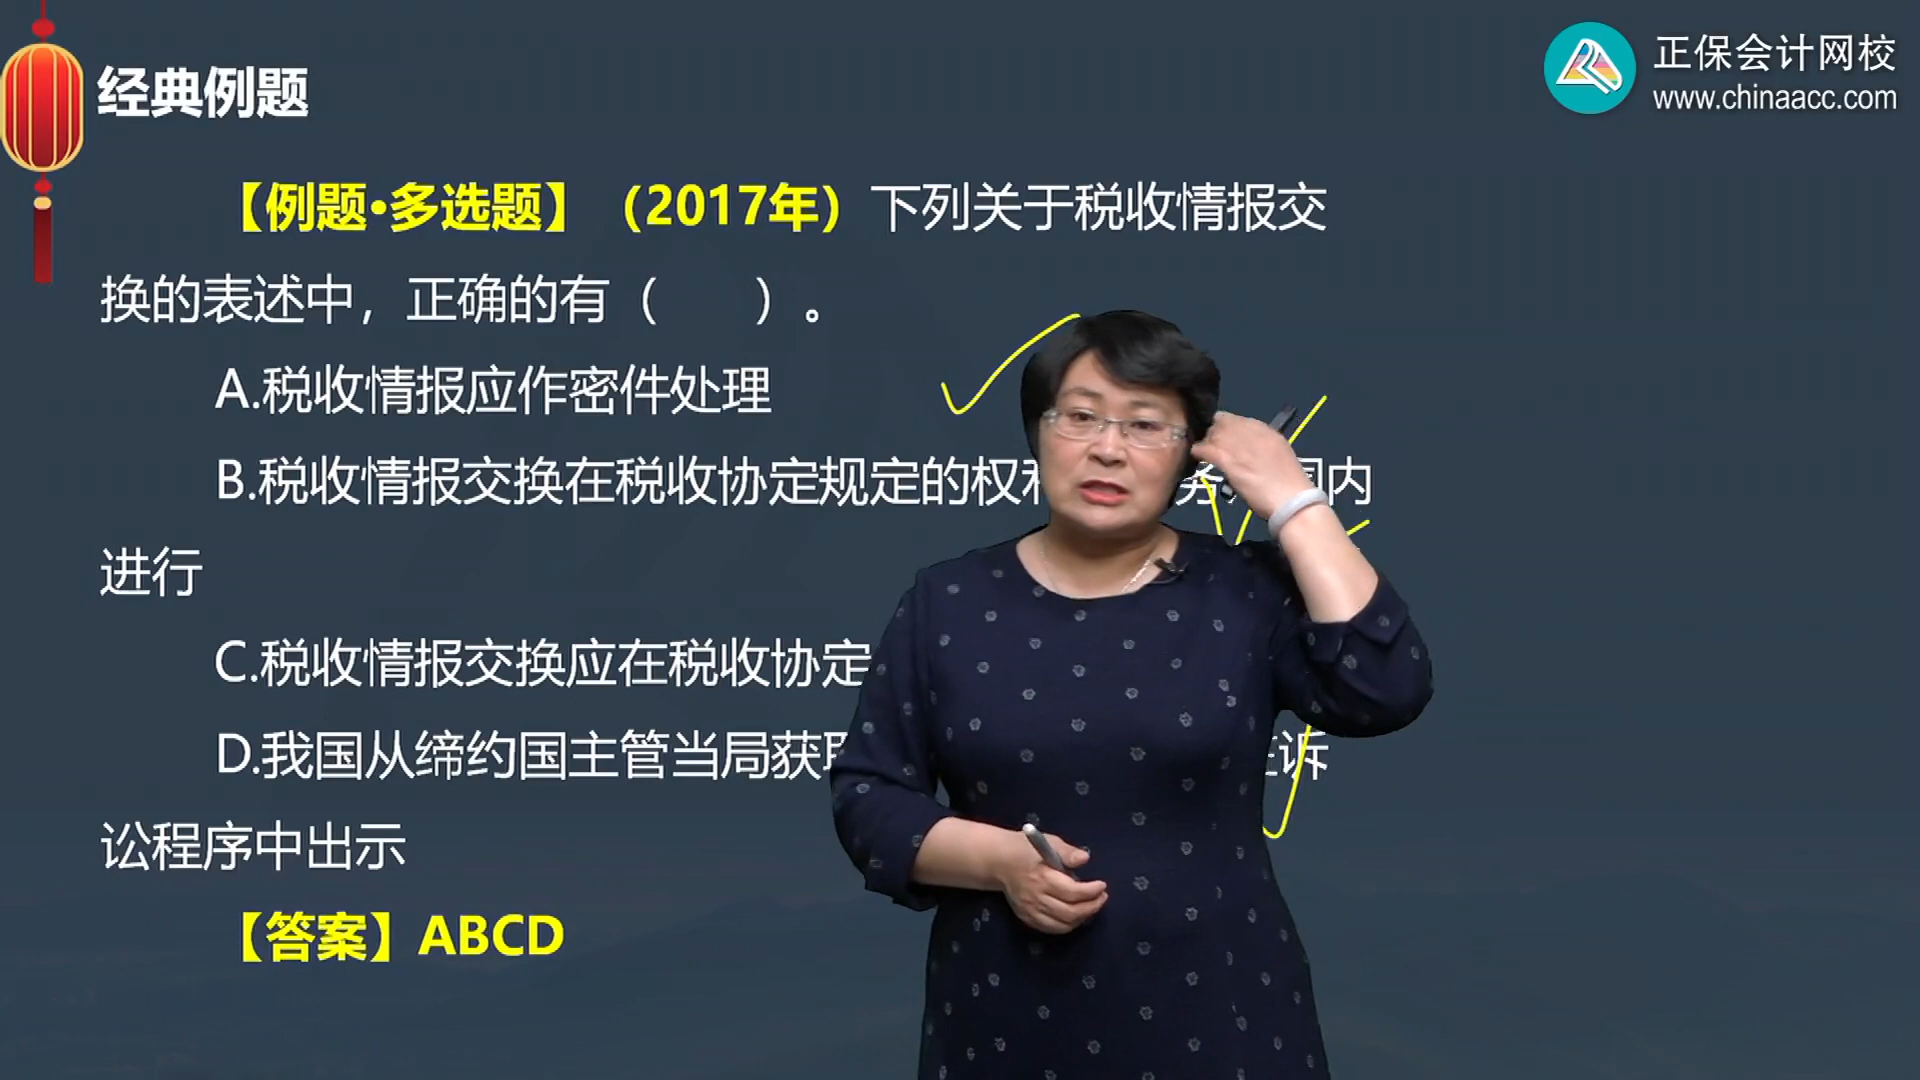 经典例题
正保会计网校
www.chinaacc.com
【例题•多选题】（2017年）下列关于税收情报交
换的表述中，正确的有（　　）。
A.税收情报应作密件处理
B.税收情报交换在税收协定规定的权 务 围内
进行
C.税收情报交换应在税收协定
D.我国从缔约国主管当局获 诉
讼程序中出示
【答案】ABCD